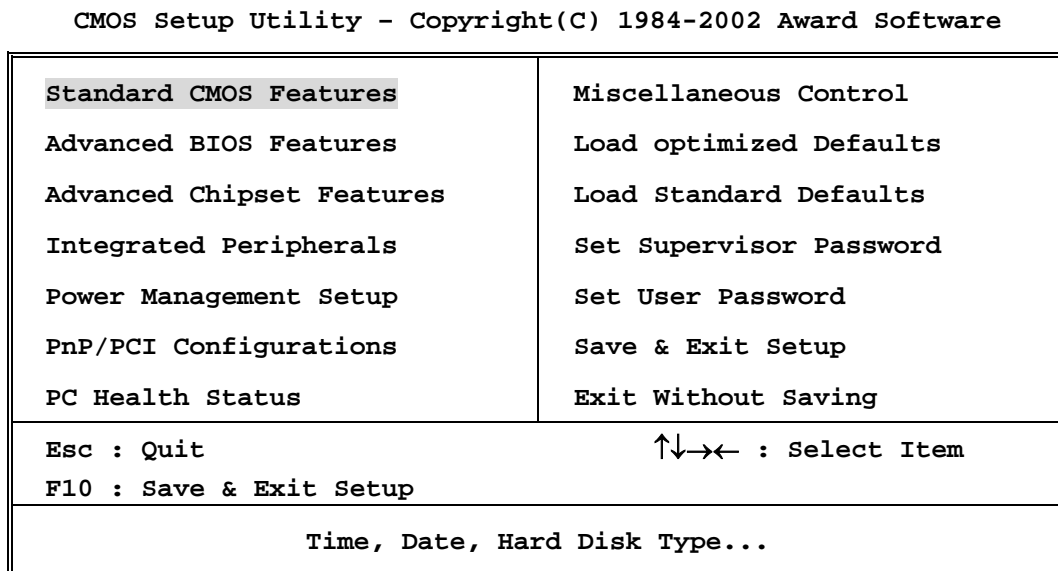 CMOS Setup Utility – Copyright(C) 1984-2002 Award Software
Standard CMOS Features
Advanced BIOS Features
Advanced Chipset Features
Integrated Peripherals
Power Management Setup
PnP/PCI Configurations
PC Health Status
Miscellaneous Control
Load optimized Defaults
Load Standard Defaults
Set Supervisor Password
Set User Password
Save & Exit Setup
Exit Without Saving
Esc : Quit
↑↓→← : Select Item
F10 : Save & Exit Setup
Time, Date, Hard Disk Type...